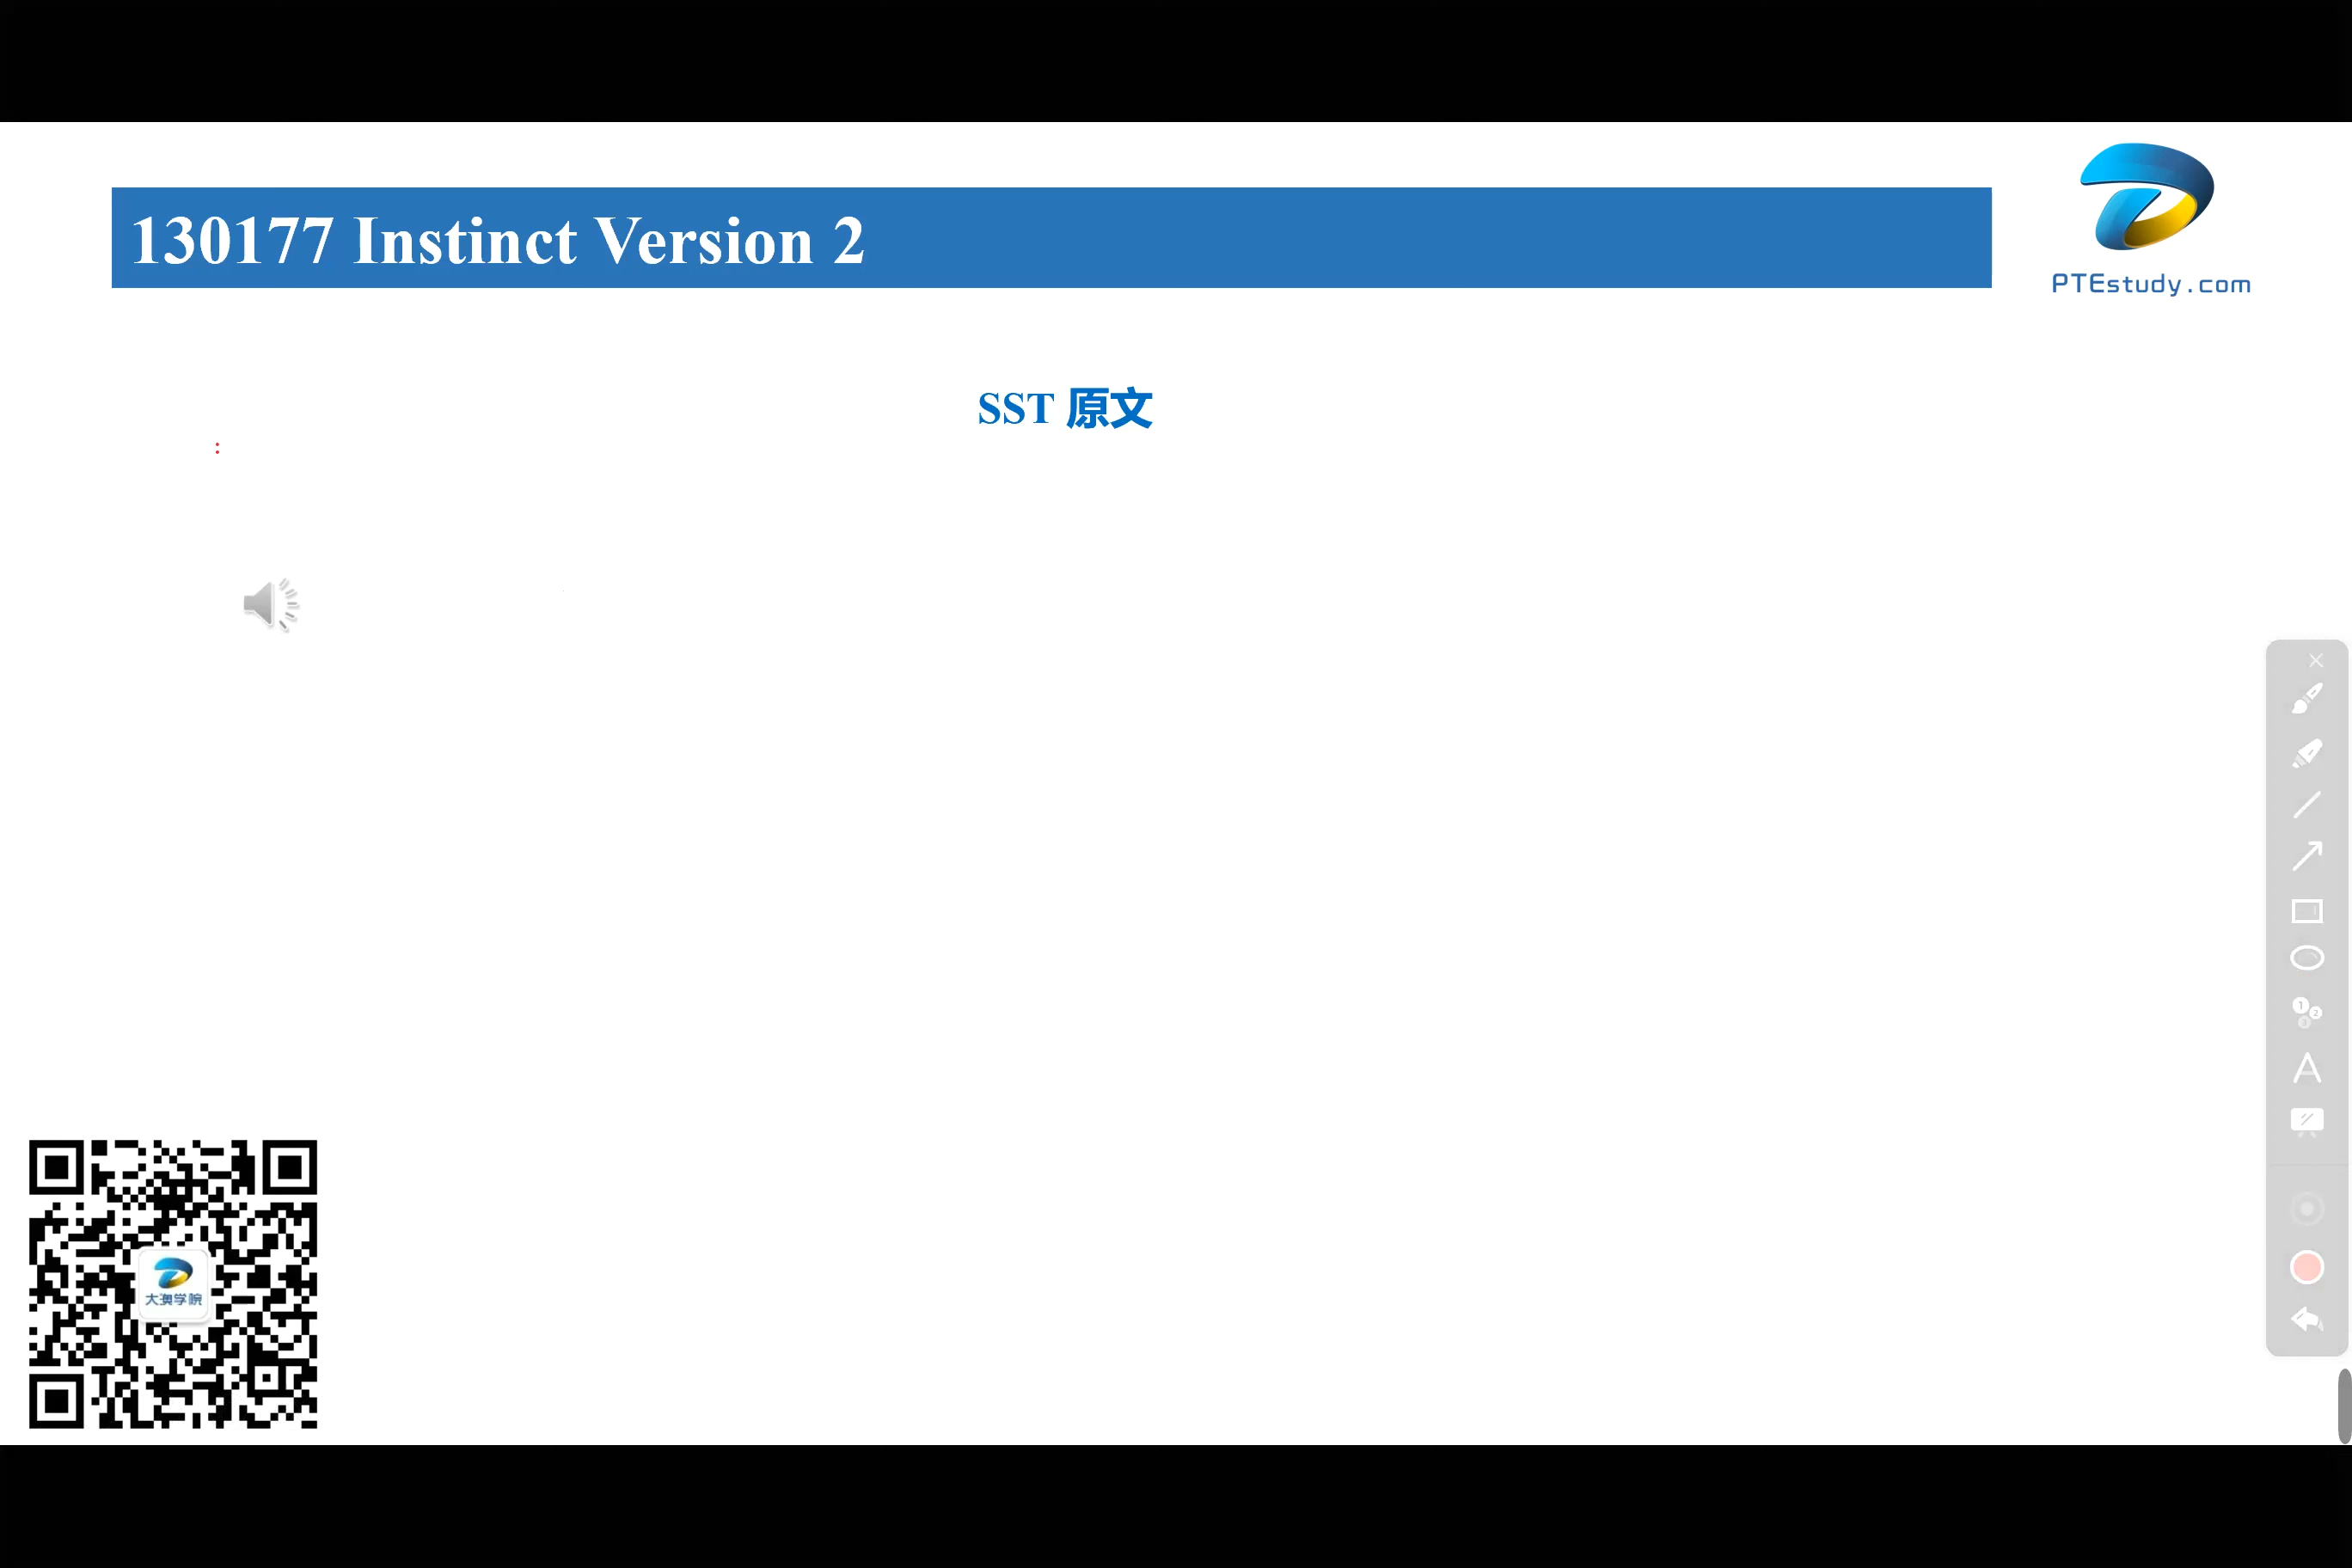 130177 Instinct Version 2
PTEstudy.com
SST 原文
:
大澳学院